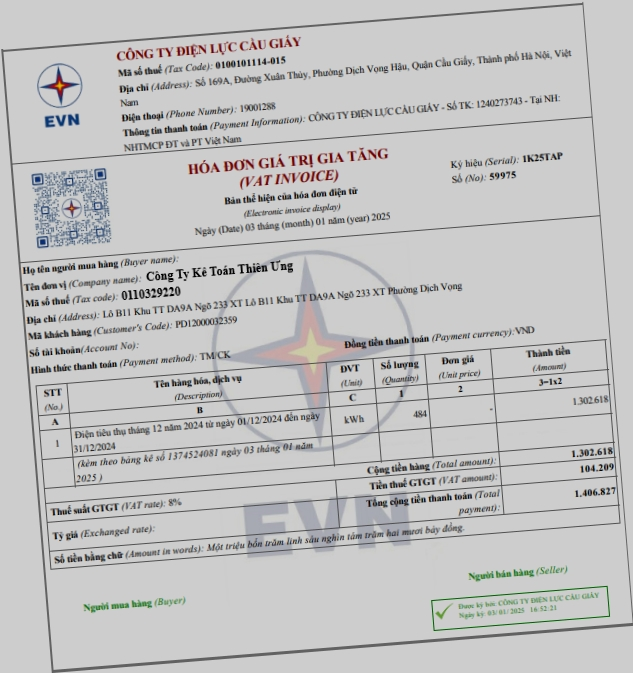 CÔNG TY ĐIỆN LỰC CẦU GIẤY
Mã số thuế (Tax Code): 0100101114-015
Địa chỉ (Address): Số 169A, Đường Xuân Thủy, Phường Dịch Vọng Hậu, Quận Cầu Giấy, Thành phố Hà Nội, Việt
Nam
Điện thoại (Phone Number): 19001288
Thông tin thanh toán (Payment Information): CÔNG TY ĐIỆN LỰC CẦU GIẤY - Số TK: 1240273743 - Tại NH:
NHTMCP ĐT và PT Việt Nam
EVN
HÓA ĐƠN GIÁ TRỊ GIA TĂNG
(VAT INVOICE)
Bản thể hiện của hóa đơn điện tử
(Electronic invoice display)
Ngày (Date) 03 tháng (month) 01 năm (year) 2025
Ký hiệu (Serial): 1K25TAP
Số (No): 59975
Họ tên người mua hàng (Buyer name):
Tên đơn vị (Company name): Công Ty Kê Toán Thiên Ưng
Mã số thuế (Tax code): 0110329220
Địa chỉ (Address): Lô B11 Khu TT DA9A Ngõ 233 XT Lô B11 Khu TT DA9A Ngõ 233 XT Phường Dịch Vọng
Mã khách hàng (Customer's Code): PD12000032359
Số tài khoản(Account No):
Hình thức thanh toán (Payment method): TM/CK
Đồng tiền thanh toán (Payment currency):VND
STT (No.) Tên hàng hóa, dịch vụ (Description) ĐVT (Unit) Số lượng (Quantity) Đơn giá (Unit price) Thành tiền (Amount)
A B C 1 2 3=1x2
1 Điện tiêu thụ tháng 12 năm 2024 từ ngày 01/12/2024 đến ngày
31/12/2024 kWh 484 - 1.302.618
(kèm theo bảng kê số 1374524081 ngày 03 tháng 01 năm
2025 )
Cộng tiền hàng (Total amount): 1.302.618
Thuế suất GTGT (VAT rate): 8% Tiền thuế GTGT (VAT amount): 104.209
Tỷ giá (Exchanged rate): Tổng cộng tiền thanh toán (Total
payment): 1.406.827
Số tiền bằng chữ (Amount in words): Một triệu bốn trăm linh sáu nghìn tám trăm hai mươi bảy đồng.
EVN
Người mua hàng (Buyer)
Người bán hàng (Seller)
Được ký bởi: CÔNG TY ĐIỆN LỰC CẦU GIẤY
Ngày ký: 03/01/2025 16:52:21